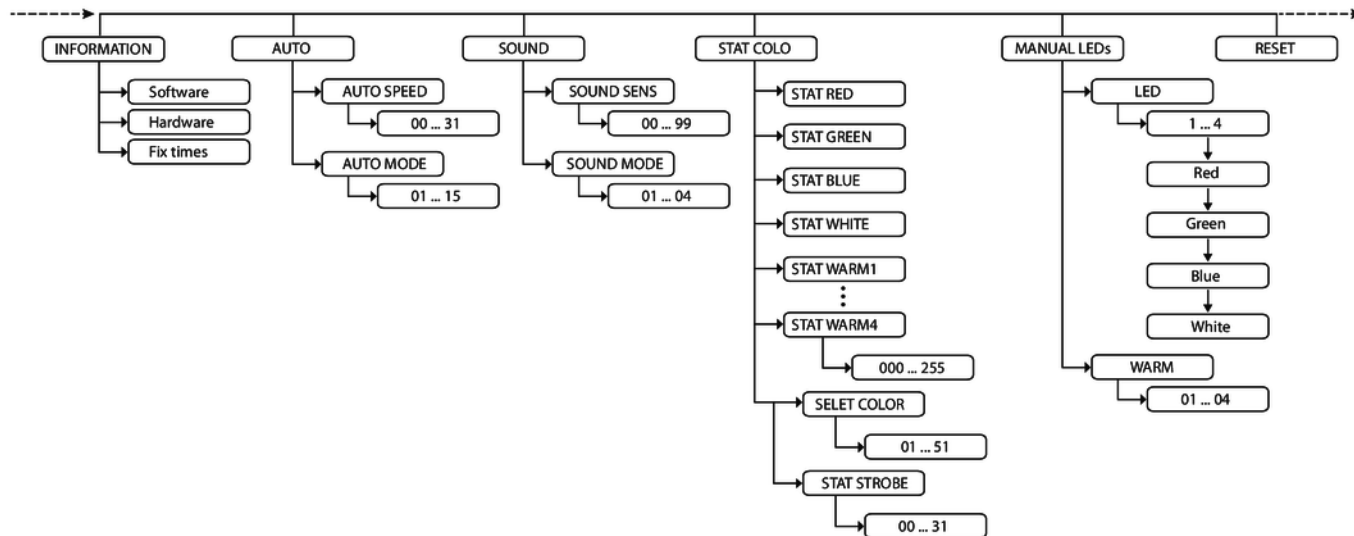 INFORMATION
Software
Hardware
Fix times
AUTO
AUTO SPEED
00 ... 31
AUTO MODE
01 ... 15
SOUND
SOUND SENS
00 ... 99
SOUND MODE
01 ... 04
STAT COLO
STAT RED
STAT GREEN
STAT BLUE
STAT WHITE
STAT WARM1
STAT WARM4
000 ... 255
SELET COLOR
01 ... 51
STAT STROBE
00 ... 31
MANUAL LEDs
LED
1 ... 4
Red
Green
Blue
White
WARM
01 ... 04
RESET